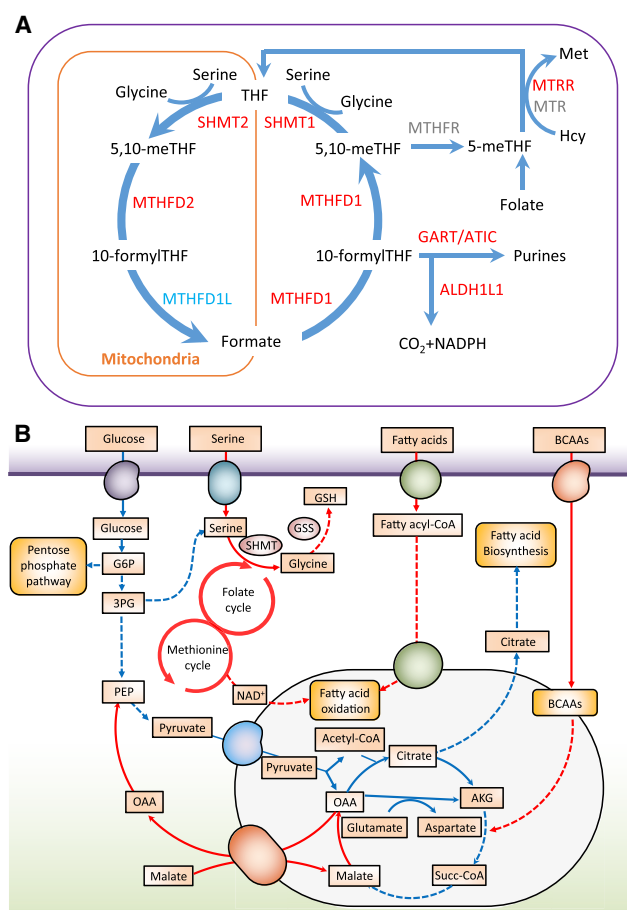 A
Serine
Serine
Met
Glycine
THF
Glycine
MTRR
MTR
SHMT2
SHMT1
MTHFR
Hcy
5,10-meTHF
5,10-meTHF
5-meTHF
MTHFD2
MTHFD1
Folate
GART/ATIC
10-formylTHF
10-formylTHF
Purines
MTHFD1L
MTHFD1
ALDH1L1
Formate
CO2+NADPH
Mitochondria
B
Glucose
Serine
Fatty acids
BCAAs
GSH
Glucose
Serine
GSS
Fatty acyl-CoA
SHMT
Fatty acid
Biosynthesis
Pentose
phosphate
pathway
G6P
Glycine
3PG
Folate
cycle
Methionine
cycle
Citrate
PEP
NAD+
Fatty acid
oxidation
BCAAs
Pyruvate
Acetyl-CoA
Citrate
Pyruvate
OAA
OAA
AKG
Glutamate
Aspartate
Malate
Malate
Succ-CoA